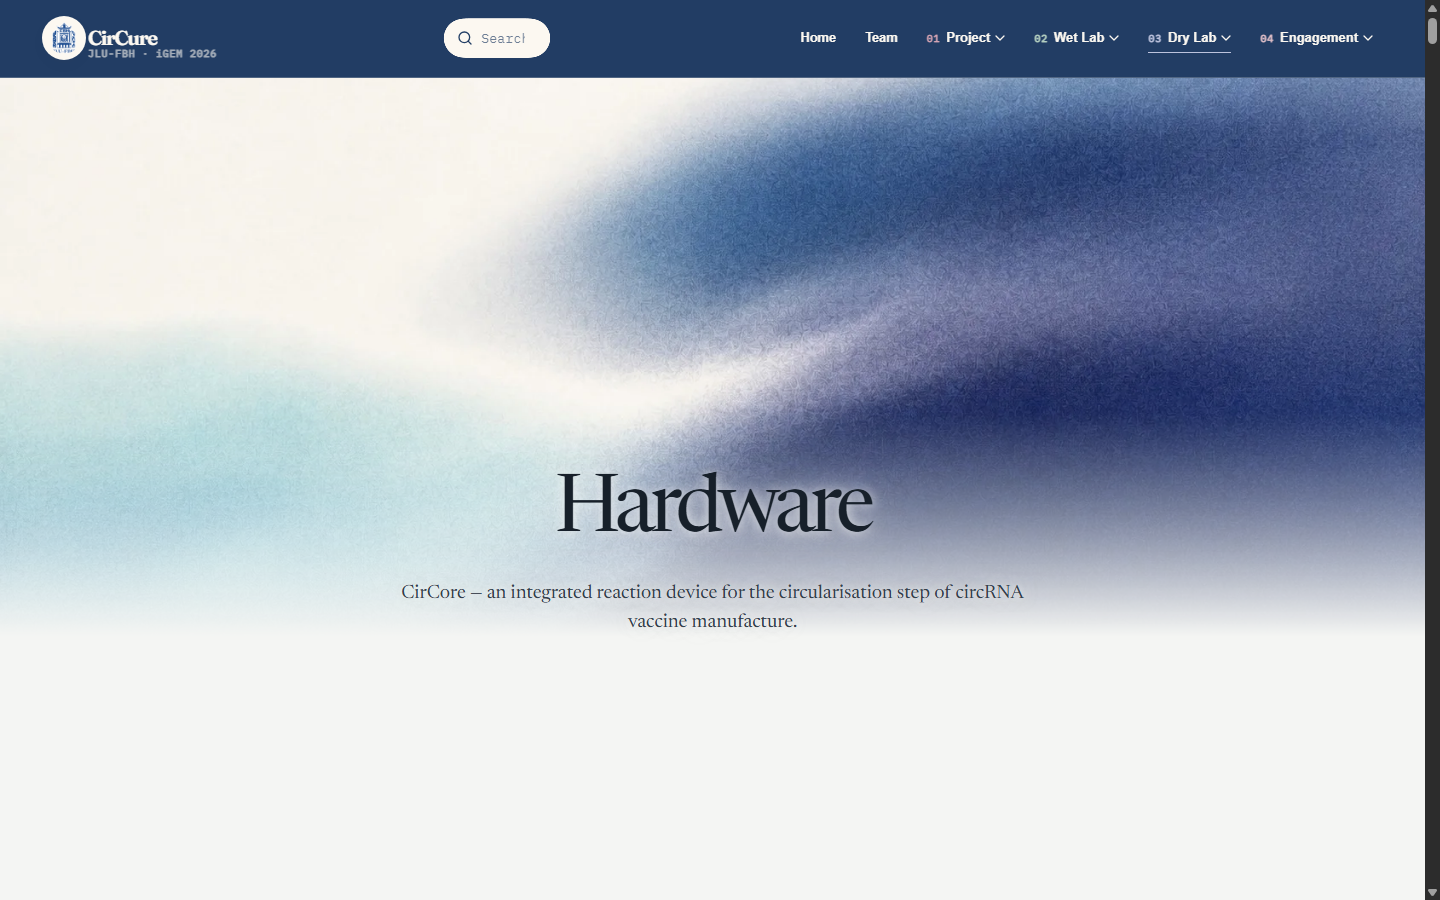 CirCure
JLU-FBH · iGEM 2026
Search
Home
Team
01 Project
02 Wet Lab
03 Dry Lab
04 Engagement
Hardware
CirCore – an integrated reaction device for the circularisation step of circRNA
vaccine manufacture.